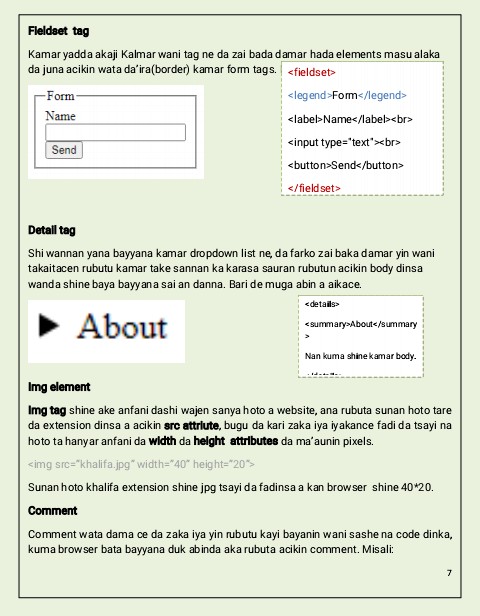 Fieldset tag
Kamar yadda akaji Kalmar wani tag ne da zai bada damar hada elements masu alaka
da juna acikin wata da'ira(border) kamar form tags.
<fieldset>
<legend>Form</legend>
<label>Name</label><br>
<input type="text"><br>
<button>Send</button>
</fieldset>
Form
Name
Send
Detail tag
Shi wannan yana bayyana kamar dropdown list ne, da farko zai baka damar yin wani
takaitacen rubutu kamar take sannan ka karasa sauran rubutun acikin body dinsa
wanda shine baya bayyana sai an danna. Bari de muga abin a aikace.
About
<details>
<summary>About</summary
>
Nan kuma shine kamar body.
Img element
Img tag shine ake anfani dashi wajen sanya hoto a website, ana rubuta sunan hoto tare
da extension dinsa a acikin src attriute, bugu da kari zaka iya iyakance fadi da tsayi na
hoto ta hanyar anfani da width da height attributes da ma'aunin pixels.
<img src="khalifa.jpg" width="40" height="20">
Sunan hoto khalifa extension shine jpg tsayi da fadinsa a kan browser shine 40*20.
Comment
Comment wata dama ce da zaka iya yin rubutu kayi bayanin wani sashe na code dinka,
kuma browser bata bayyana duk abinda aka rubuta acikin comment. Misali:
7